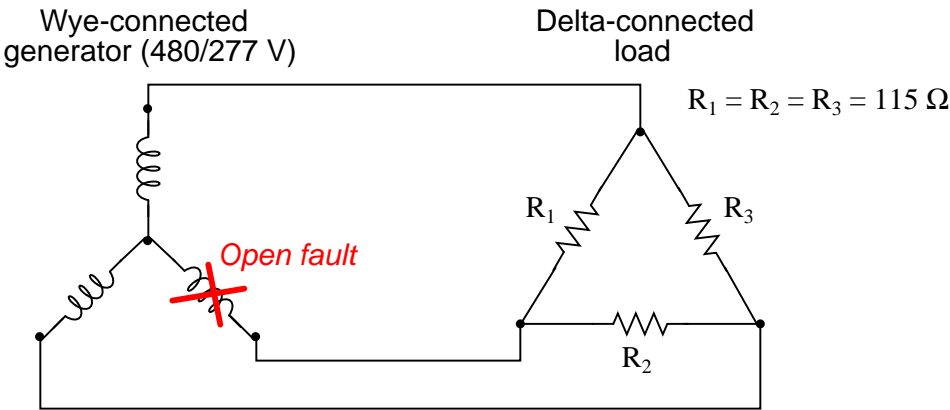 Wye-connected
generator (480/277 V)
Delta-connected
load
R₁ = R₂ = R₃ = 115 Ω
R₁
R₃
Open fault
R₂